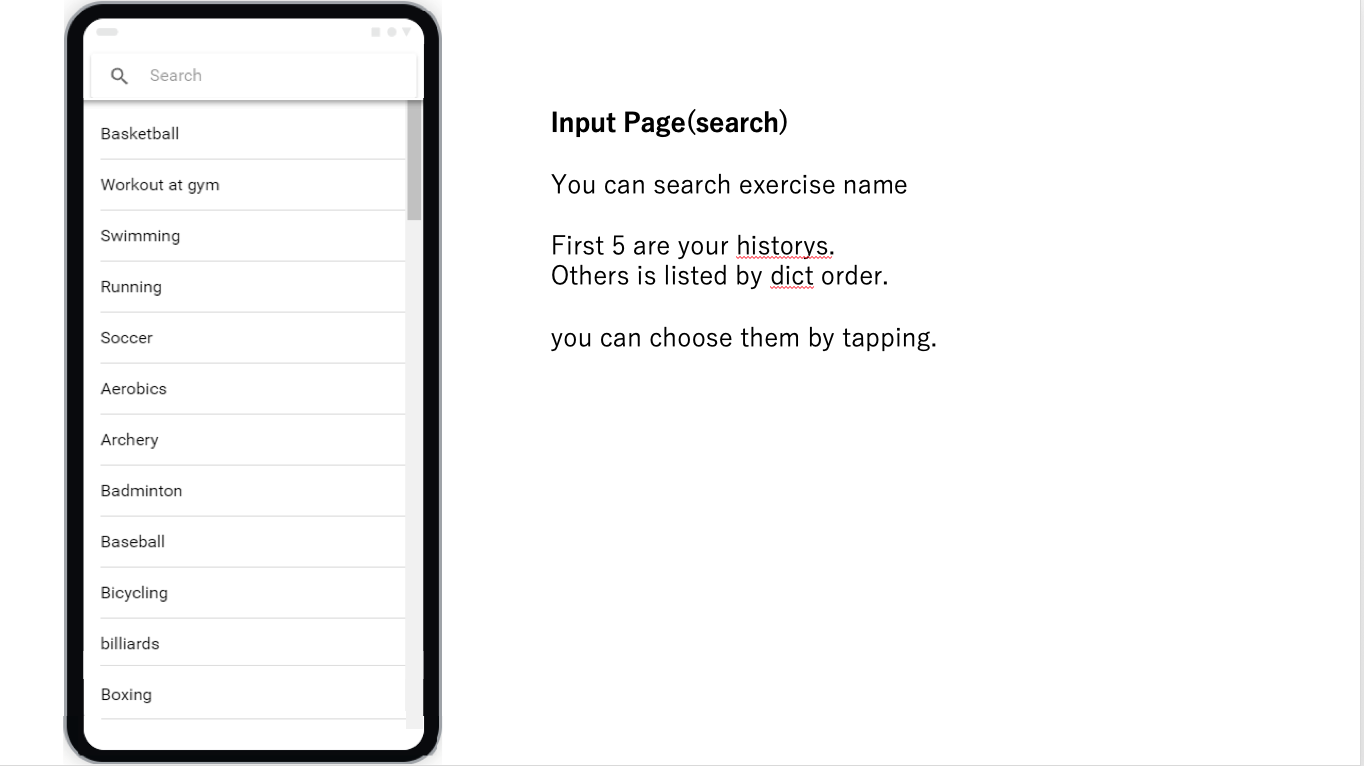 Search
Basketball
Workout at gym
Swimming
Running
Soccer
Aerobics
Archery
Badminton
Baseball
Bicycling
billiards
Boxing
Input Page(search)
You can search exercise name
First 5 are your historys.
Others is listed by dict order.
you can choose them by tapping.